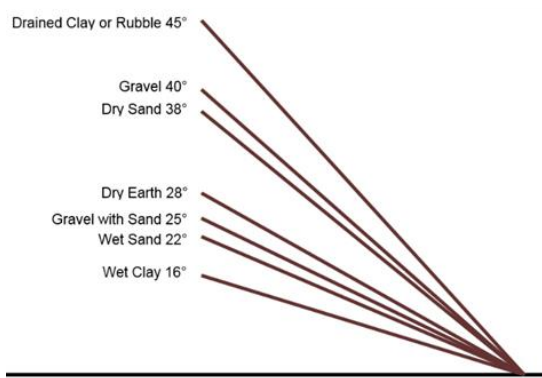 Drained Clay or Rubble 45°
Gravel 40°
Dry Sand 38°
Dry Earth 28°
Gravel with Sand 25°
Wet Sand 22°
Wet Clay 16°